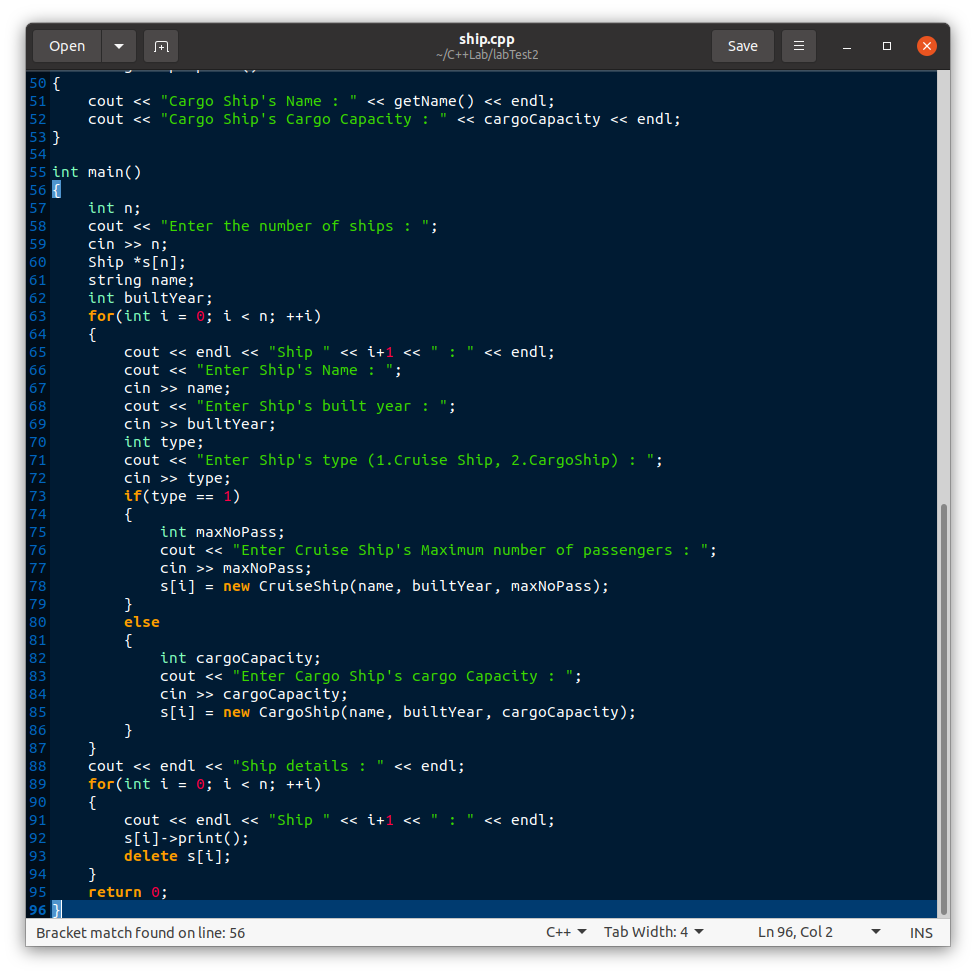 Open
ship.cpp
~/C++Lab/labTest2
Save
50 {
51     cout << "Cargo Ship's Name : " << getName() << endl;
52     cout << "Cargo Ship's Cargo Capacity : " << cargoCapacity << endl;
53 }
54
55 int main()
56 {
57     int n;
58     cout << "Enter the number of ships : ";
59     cin >> n;
60     Ship *s[n];
61     string name;
62     int builtYear;
63     for(int i = 0; i < n; ++i)
64     {
65         cout << endl << "Ship " << i+1 << " : " << endl;
66         cout << "Enter Ship's Name : ";
67         cin >> name;
68         cout << "Enter Ship's built year : ";
69         cin >> builtYear;
70         int type;
71         cout << "Enter Ship's type (1.Cruise Ship, 2.CargoShip) : ";
72         cin >> type;
73         if(type == 1)
74         {
75             int maxNoPass;
76             cout << "Enter Cruise Ship's Maximum number of passengers : ";
77             cin >> maxNoPass;
78             s[i] = new CruiseShip(name, builtYear, maxNoPass);
79         }
80         else
81         {
82             int cargoCapacity;
83             cout << "Enter Cargo Ship's cargo Capacity : ";
84             cin >> cargoCapacity;
85             s[i] = new CargoShip(name, builtYear, cargoCapacity);
86         }
87     }
88     cout << endl << "Ship details : " << endl;
89     for(int i = 0; i < n; ++i)
90     {
91         cout << endl << "Ship " << i+1 << " : " << endl;
92         s[i]->print();
93         delete s[i];
94     }
95     return 0;
96 }
Bracket match found on line: 56
C++
Tab Width: 4
Ln 96, Col 2
INS